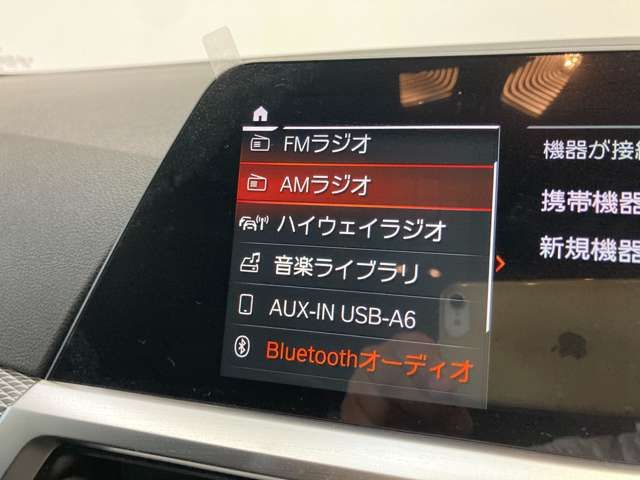 FMラジオ
AMラジオ
ハイウェイラジオ
音楽ライブラリ
AUX-IN USB-A6
Bluetoothオーディオ
機器が接続
携帯機器
新規機器